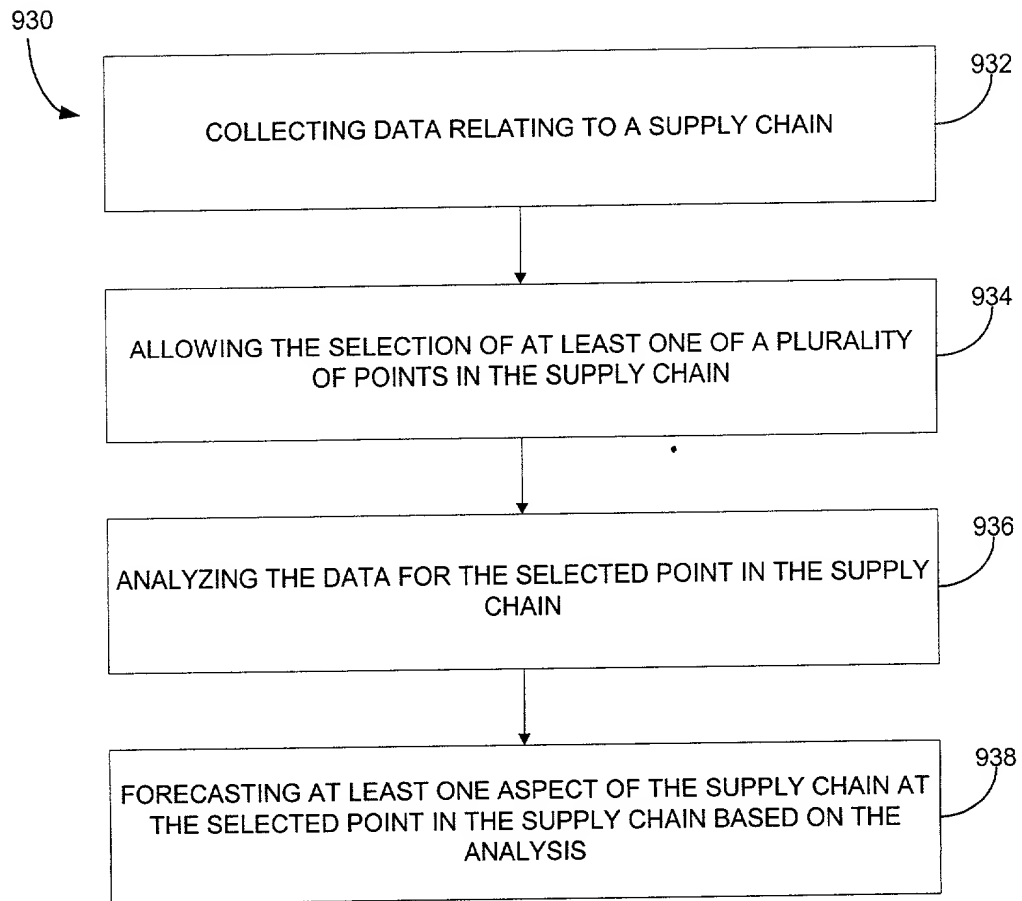 930
932
COLLECTING DATA RELATING TO A SUPPLY CHAIN
934
ALLOWING THE SELECTION OF AT LEAST ONE OF A PLURALITY
OF POINTS IN THE SUPPLY CHAIN
936
ANALYZING THE DATA FOR THE SELECTED POINT IN THE SUPPLY
CHAIN
938
FORECASTING AT LEAST ONE ASPECT OF THE SUPPLY CHAIN AT
THE SELECTED POINT IN THE SUPPLY CHAIN BASED ON THE
ANALYSIS